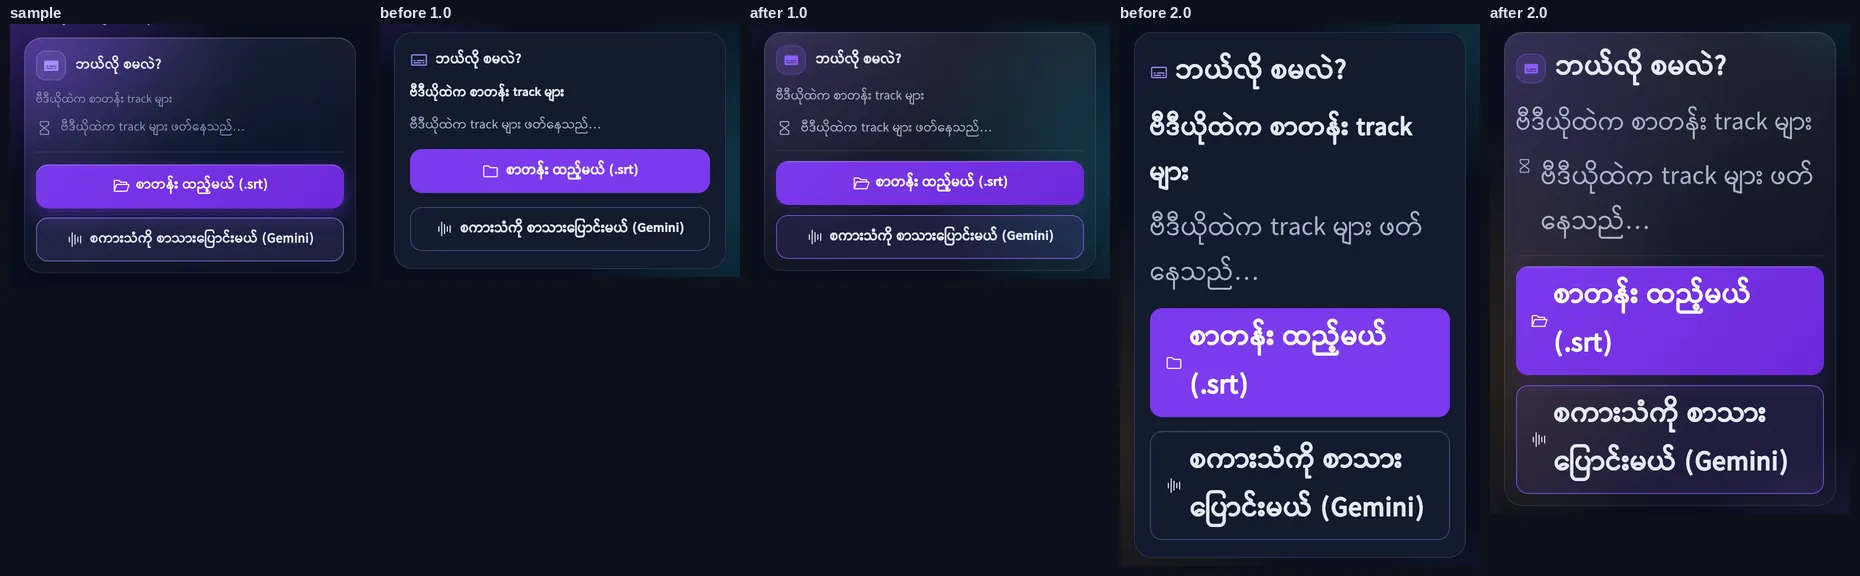 sample
ဘယ်လို စမလဲ?
ဗီဒီယိုထဲက စာတန်း track များ
ဗီဒီယိုထဲက track များ ဖတ်နေသည်…
စာတန်း ထည့်မယ် (.srt)
စကားသံကို စာသားပြောင်းမယ် (Gemini)
before 1.0
ဘယ်လို စမလဲ?
ဗီဒီယိုထဲက စာတန်း track များ
ဗီဒီယိုထဲက track များ ဖတ်နေသည်…
စာတန်း ထည့်မယ် (.srt)
စကားသံကို စာသားပြောင်းမယ် (Gemini)
after 1.0
ဘယ်လို စမလဲ?
ဗီဒီယိုထဲက စာတန်း track များ
ဗီဒီယိုထဲက track များ ဖတ်နေသည်…
စာတန်း ထည့်မယ် (.srt)
စကားသံကို စာသားပြောင်းမယ် (Gemini)
before 2.0
ဘယ်လို စမလဲ?
ဗီဒီယိုထဲက စာတန်း track
များ
ဗီဒီယိုထဲက track များ ဖတ်
နေသည်…
စာတန်း ထည့်မယ်
(.srt)
စကားသံကို စာသား
ပြောင်းမယ် (Gemini)
after 2.0
ဘယ်လို စမလဲ?
ဗီဒီယိုထဲက စာတန်း track များ
ဗီဒီယိုထဲက track များ ဖတ်
နေသည်…
စာတန်း ထည့်မယ်
(.srt)
စကားသံကို စာသား
ပြောင်းမယ် (Gemini)